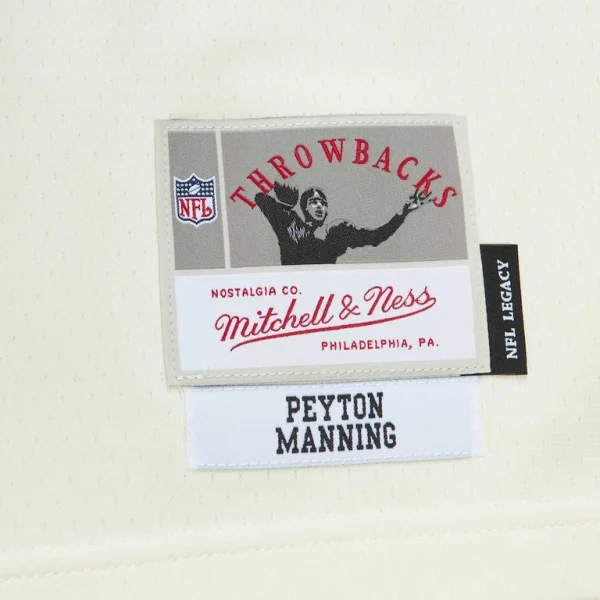 THROWBACKS
NFL
NOSTALGIA CO.
Mitchell & Ness
PHILADELPHIA, PA.
NFL LEGACY
PEYTON
MANNING